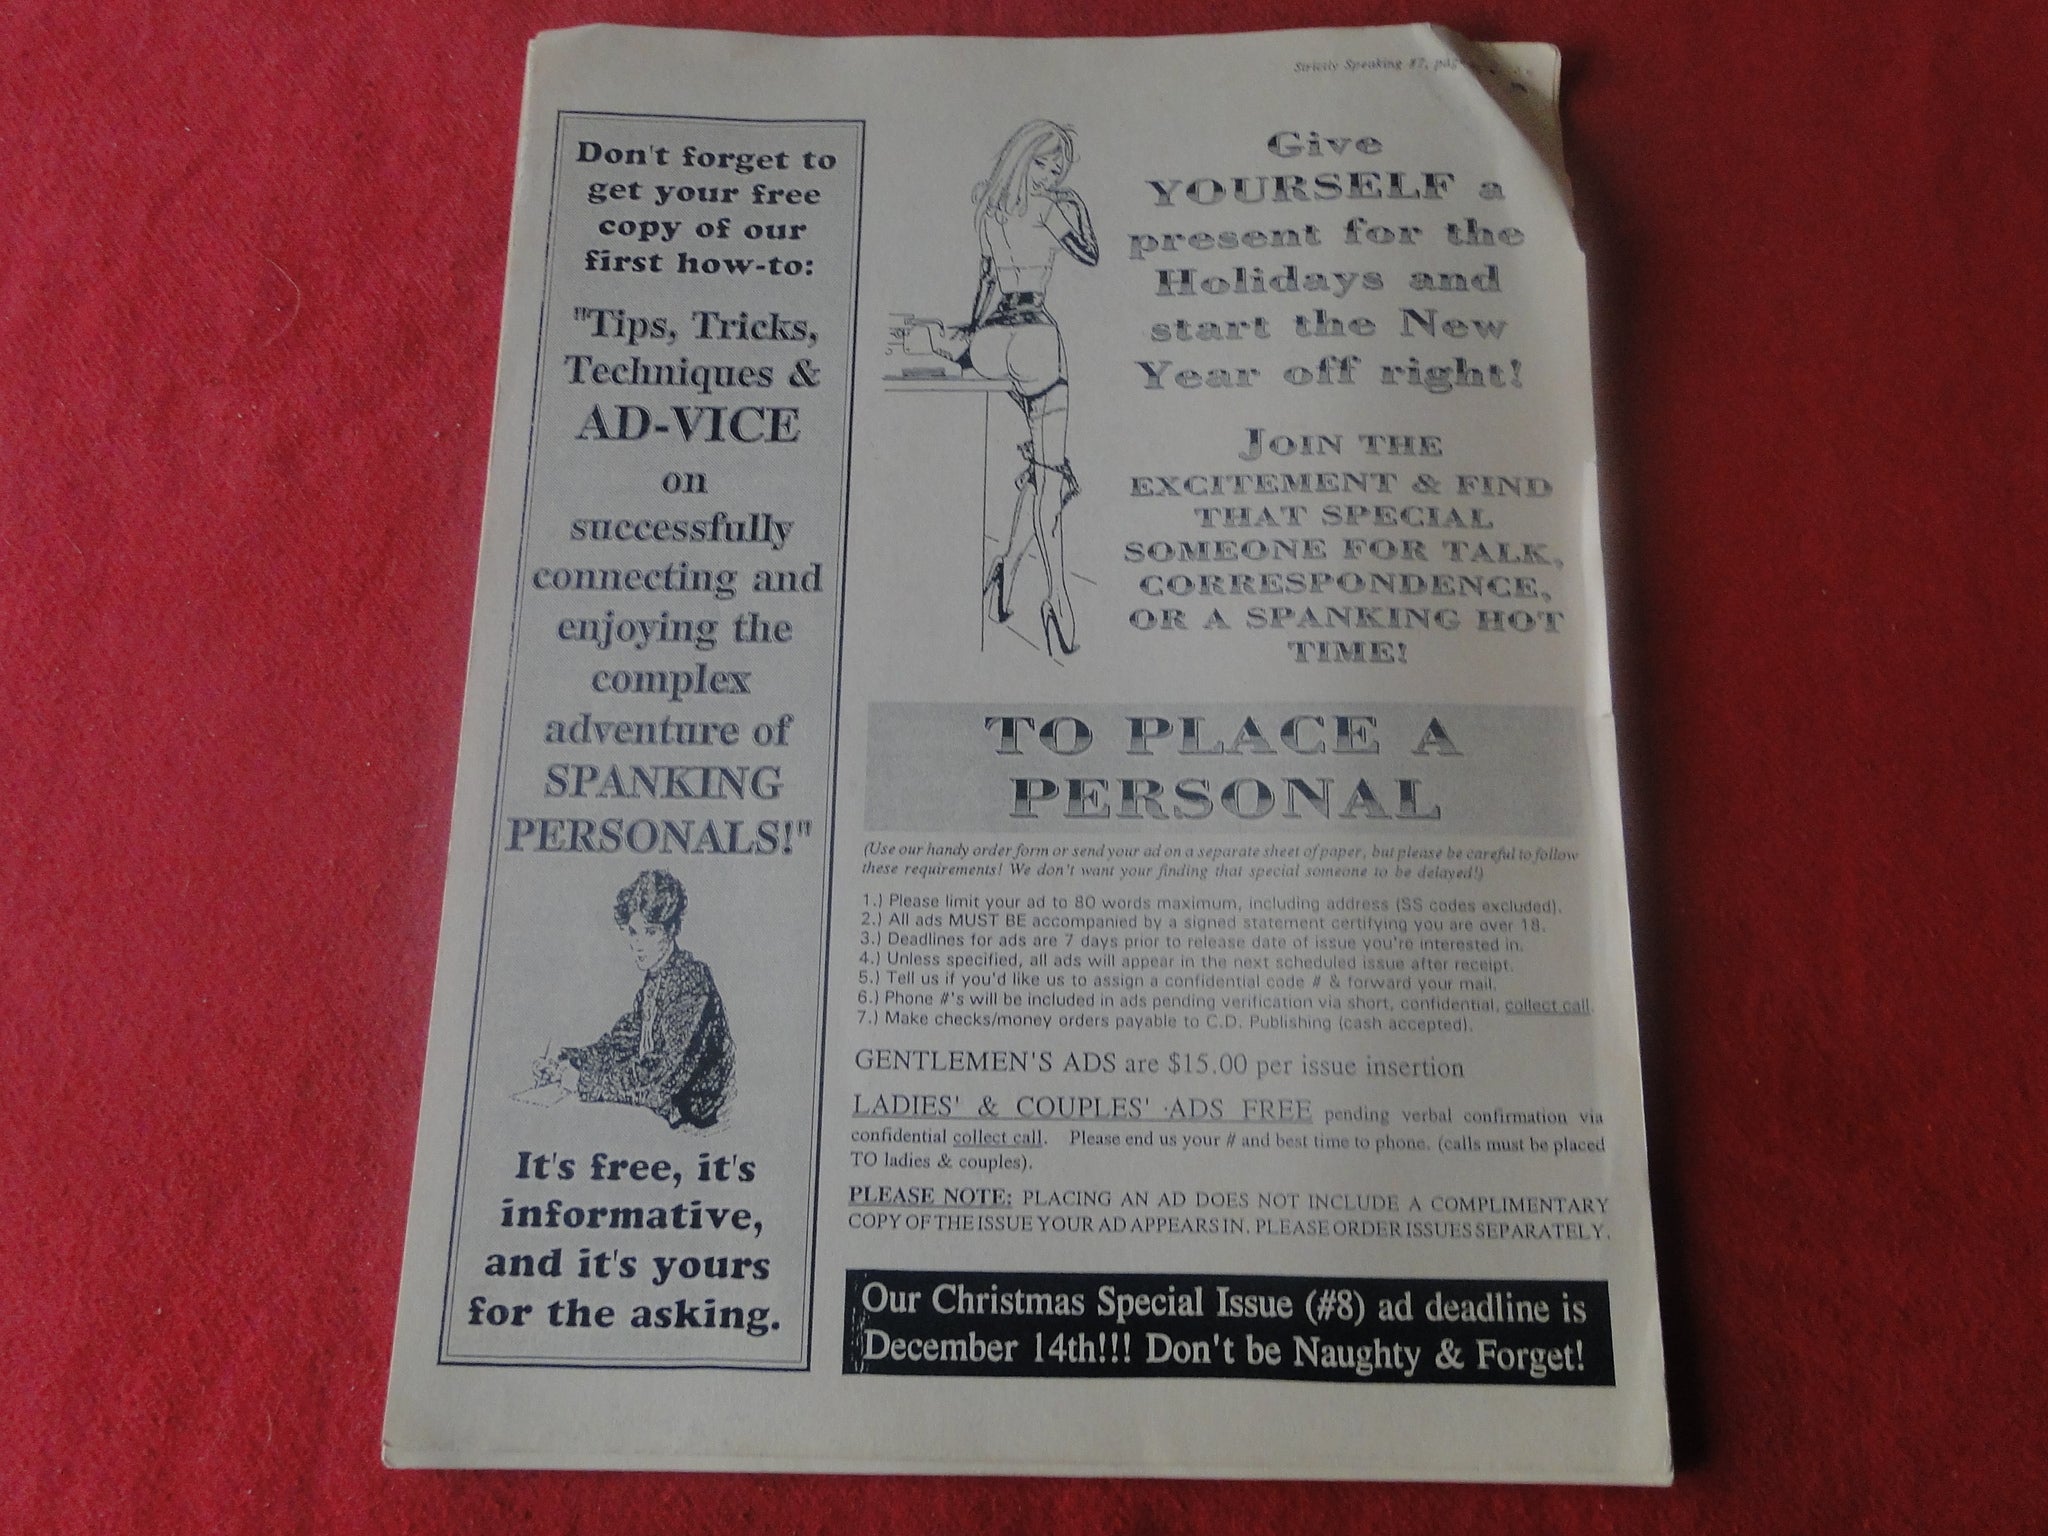 Strictly Speaking #7,
Don't forget to
get your free
copy of our
first how-to:
"Tips, Tricks,
Techniques &
AD-VICE
on
successfully
connecting and
enjoying the
complex
adventure of
SPANKING
PERSONALS!"
It's free, it's
informative,
and it's yours
for the asking.
Give
YOURSELF a
present for the
Holidays and
start the New
Year off right!
JOIN THE
EXCITEMENT & FIND
THAT SPECIAL
SOMEONE FOR TALK,
CORRESPONDENCE,
OR A SPANKING HOT
TIME!
TO PLACE A
PERSONAL
(Use our handy order form or send your ad on a separate sheet of paper, but please be careful to follow
these requirements! We don't want your finding that special someone to be delayed!)
1.) Please limit your ad to 80 words maximum, including address (SS codes excluded).
2.) All ads MUST BE accompanied by a signed statement certifying you are over 18.
3.) Deadlines for ads are 7 days prior to release date of issue you're interested in.
4.) Unless specified, all ads will appear in the next scheduled issue after receipt.
5.) Tell us if you'd like us to assign a confidential code # & forward your mail.
6.) Phone #'s will be included in ads pending verification via short, confidential, collect call.
7.) Make checks/money orders payable to C.D. Publishing (cash accepted).
GENTLEMEN'S ADS are $15.00 per issue insertion
LADIES' & COUPLES' ADS FREE pending verbal confirmation via
confidential collect call. Please end us your # and best time to phone. (calls must be placed
TO ladies & couples).
PLEASE NOTE: PLACING AN AD DOES NOT INCLUDE A COMPLIMENTARY
COPY OF THE ISSUE YOUR AD APPEARS IN. PLEASE ORDER ISSUES SEPARATELY.
Our Christmas Special Issue (#8) ad deadline is
December 14th!!! Don't be Naughty & Forget!